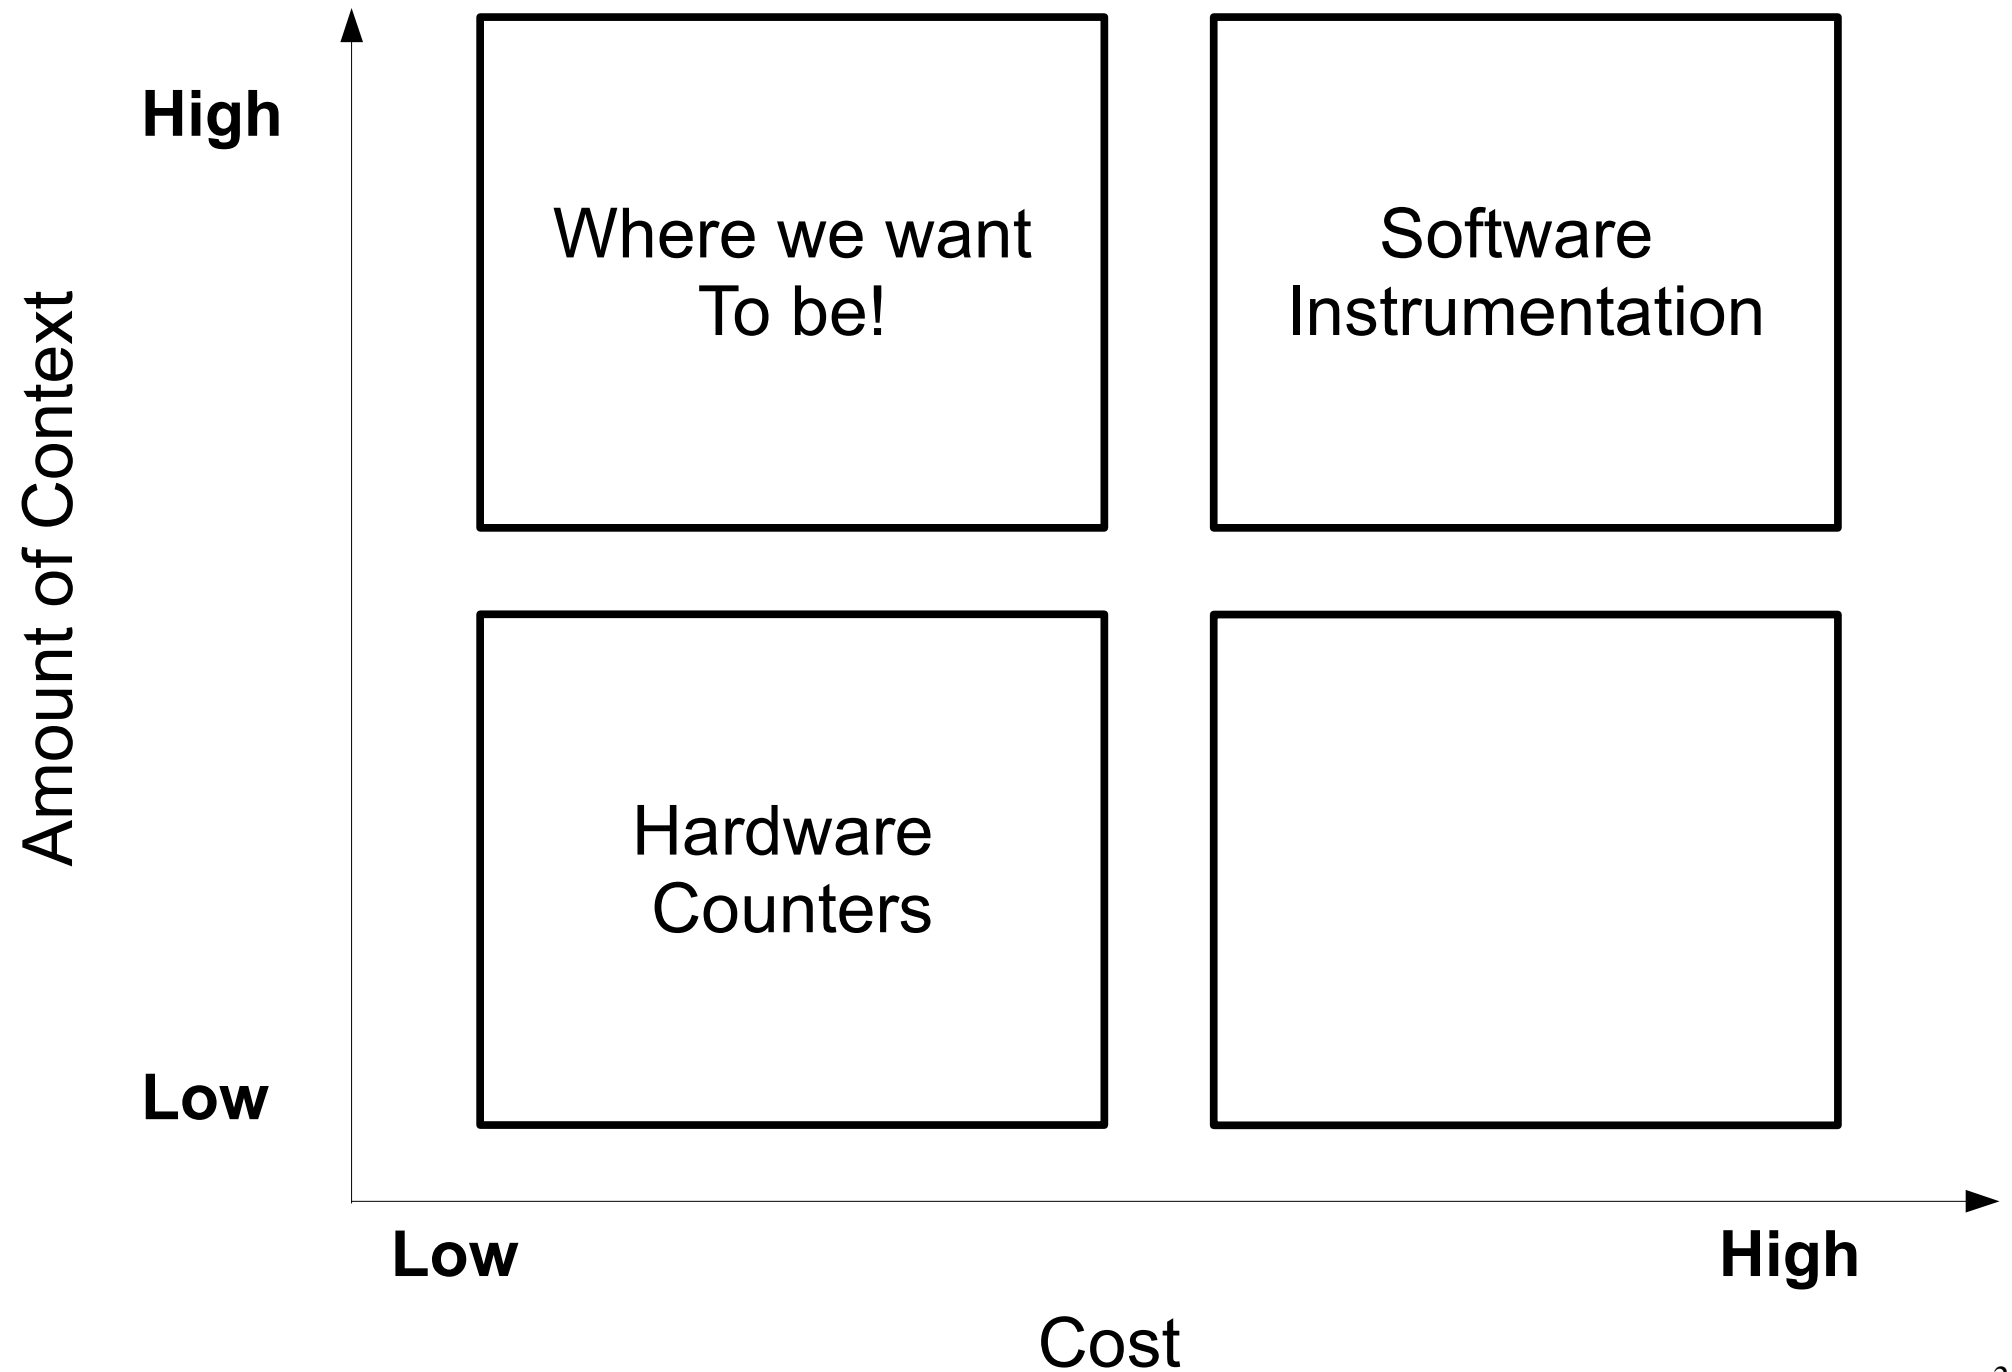 High
Where we want
To be!
Software
Instrumentation
Amount of Context
Hardware
Counters
Low
Low
High
Cost